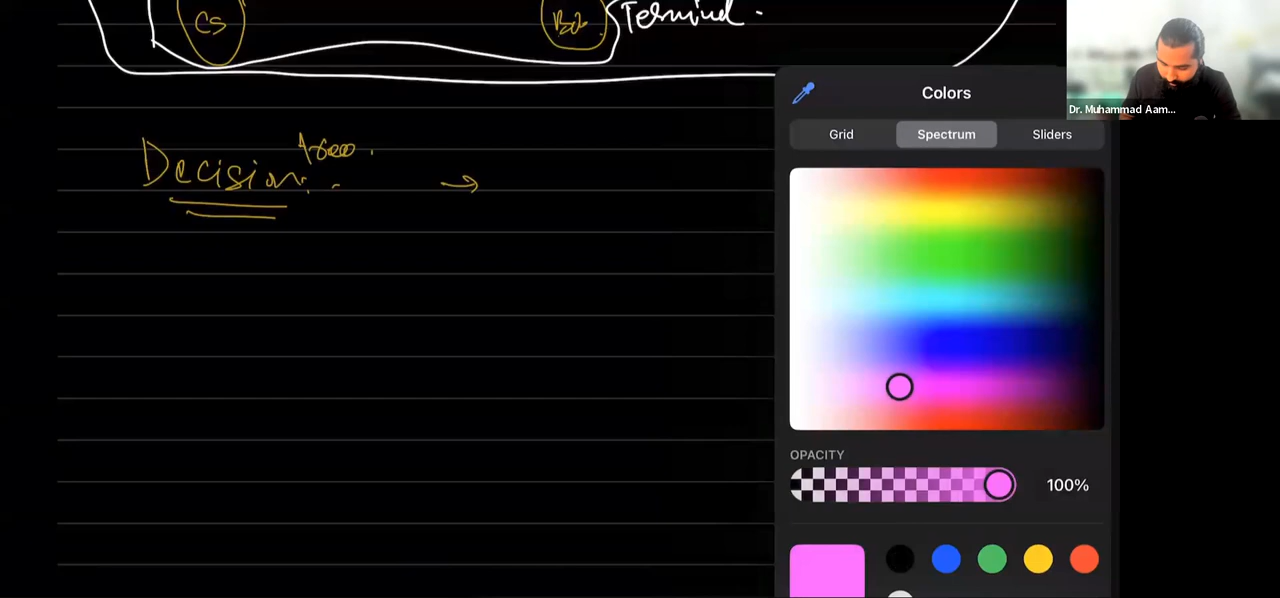 CS
Terminal.
Dr. Muhammad Aam...
Colors
Grid Spectrum Sliders
Decision
OPACITY
100%